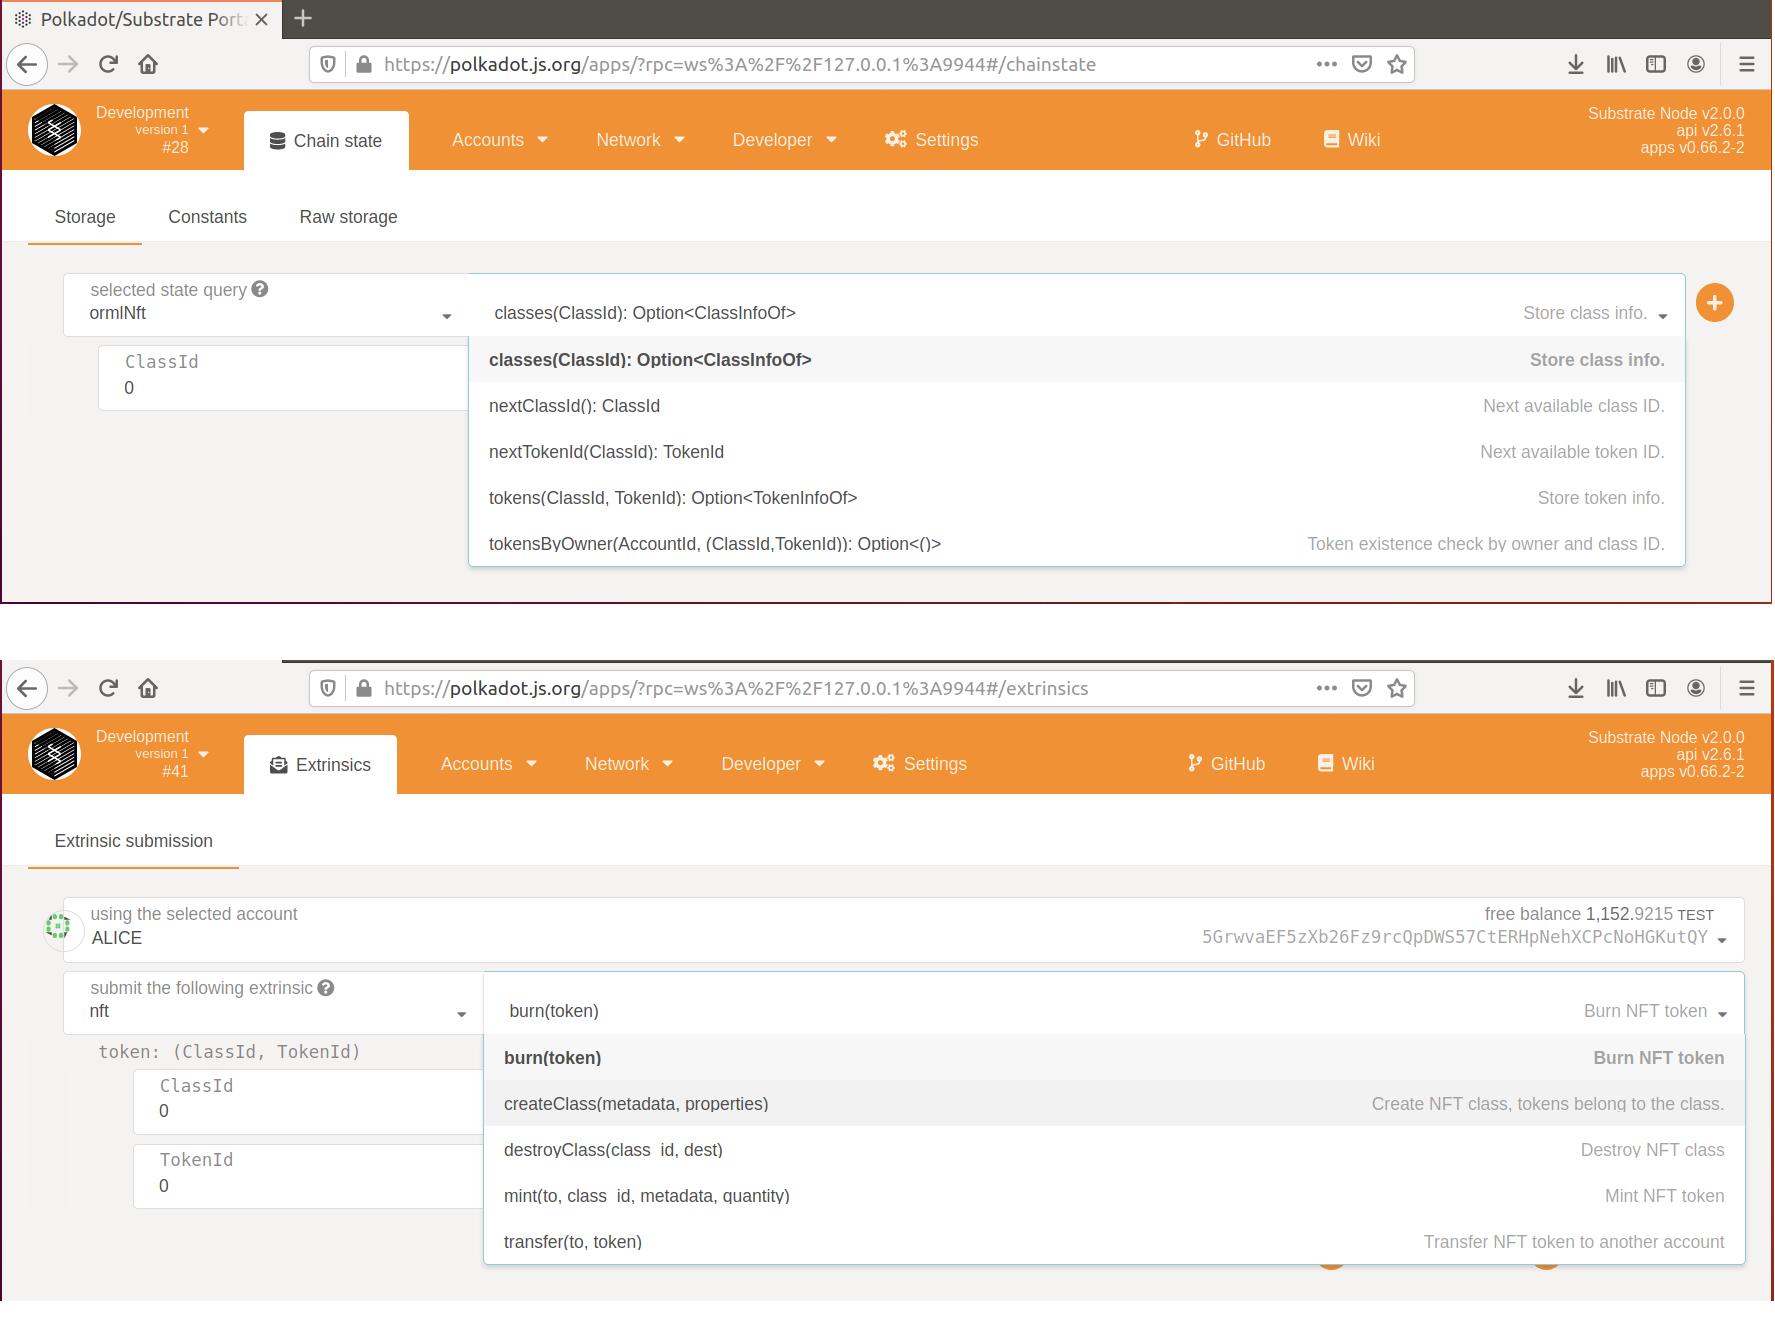 Polkadot/Substrate Port
https://polkadot.js.org/apps/?rpc=ws%3A%2F%2F127.0.0.1%3A9944#/chainstate
Development
version 1
#28
Chain state
Accounts
Network
Developer
Settings
GitHub
Wiki
Substrate Node v2.0.0
api v2.6.1
apps v0.66.2-2
Storage
Constants
Raw storage
selected state query
ormlNft
classes(ClassId): Option<ClassInfoOf>
Store class info.
ClassId
0
classes(ClassId): Option<ClassInfoOf>
Store class info.
nextClassId(): ClassId
Next available class ID.
nextTokenId(ClassId): TokenId
Next available token ID.
tokens(ClassId, TokenId): Option<TokenInfoOf>
Store token info.
tokensByOwner(AccountId, (ClassId,TokenId)): Option<()>
Token existence check by owner and class ID.
https://polkadot.js.org/apps/?rpc=ws%3A%2F%2F127.0.0.1%3A9944#/extrinsics
Development
version 1
#41
Extrinsics
Accounts
Network
Developer
Settings
GitHub
Wiki
Substrate Node v2.0.0
api v2.6.1
apps v0.66.2-2
Extrinsic submission
using the selected account
ALICE
free balance 1,152.9215 TEST
5GrwvaEF5zXb26Fz9rcQpDWS57CtERHpNehXCPcNoHGKutQY
submit the following extrinsic
nft
burn(token)
Burn NFT token
token: (ClassId, TokenId)
ClassId
0
TokenId
0
burn(token)
Burn NFT token
createClass(metadata, properties)
Create NFT class, tokens belong to the class.
destroyClass(class_id, dest)
Destroy NFT class
mint(to, class_id, metadata, quantity)
Mint NFT token
transfer(to, token)
Transfer NFT token to another account